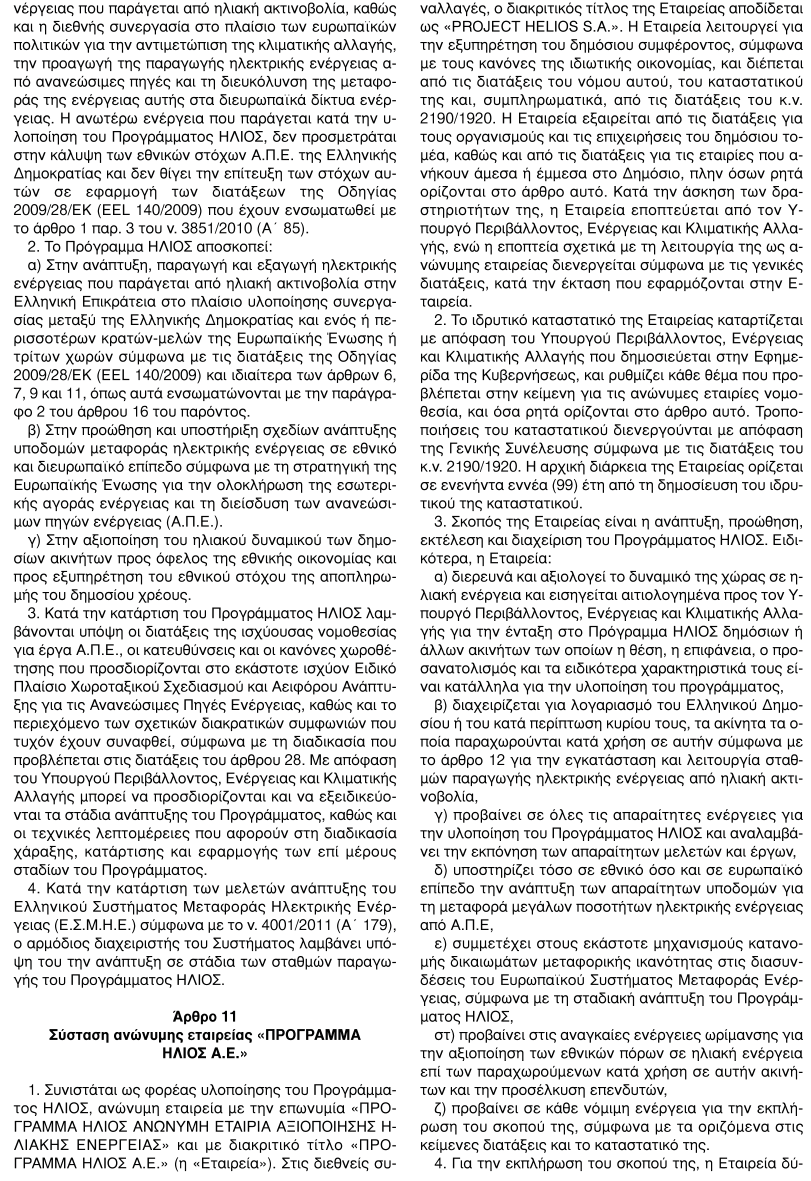 νέργειας που παράγεται από ηλιακή ακτινοβολία, καθώς
και η διεθνής συνεργασία στο πλαίσιο των ευρωπαϊκών
πολιτικών για την αντιμετώπιση της κλιματικής αλλαγής,
την προαγωγή της παραγωγής ηλεκτρικής ενέργειας α-
πό ανανεώσιμες πηγές και τη διευκόλυνση της μεταφο-
ράς της ενέργειας αυτής στα διευρωπαϊκά δίκτυα ενέρ-
γειας. Η ανωτέρω ενέργεια που παράγεται κατά την υ-
λοποίηση του Προγράμματος ΗΛΙΟΣ, δεν προσμετράται
στην κάλυψη των εθνικών στόχων Α.Π.Ε. της Ελληνικής
Δημοκρατίας και δεν θίγει την επίτευξη των στόχων αυ-
τών σε εφαρμογή των διατάξεων της Οδηγίας
2009/28/ΕΚ (EEL 140/2009) που έχουν ενσωματωθεί με
το άρθρο 1 παρ. 3 του ν. 3851/2010 (Α΄ 85).
2. Το Πρόγραμμα ΗΛΙΟΣ αποσκοπεί:
α) Στην ανάπτυξη, παραγωγή και εξαγωγή ηλεκτρικής
ενέργειας που παράγεται από ηλιακή ακτινοβολία στην
Ελληνική Επικράτεια στο πλαίσιο υλοποίησης συνεργα-
σίας μεταξύ της Ελληνικής Δημοκρατίας και ενός ή πε-
ρισσοτέρων κρατών-μελών της Ευρωπαϊκής Ένωσης ή
τρίτων χωρών σύμφωνα με τις διατάξεις της Οδηγίας
2009/28/ΕΚ (EEL 140/2009) και ιδιαίτερα των άρθρων 6,
7, 9 και 11, όπως αυτά ενσωματώνονται με την παράγρα-
φο 2 του άρθρου 16 του παρόντος.
β) Στην προώθηση και υποστήριξη σχεδίων ανάπτυξης
υποδομών μεταφοράς ηλεκτρικής ενέργειας σε εθνικό
και διευρωπαϊκό επίπεδο σύμφωνα με τη στρατηγική της
Ευρωπαϊκής Ένωσης για την ολοκλήρωση της εσωτερι-
κής αγοράς ενέργειας και τη διείσδυση των ανανεώσι-
μων πηγών ενέργειας (Α.Π.Ε.).
γ) Στην αξιοποίηση του ηλιακού δυναμικού των δημο-
σίων ακινήτων προς όφελος της εθνικής οικονομίας και
προς εξυπηρέτηση του εθνικού στόχου της αποπληρω-
μής του δημοσίου χρέους.
3. Κατά την κατάρτιση του Προγράμματος ΗΛΙΟΣ λαμ-
βάνονται υπόψη οι διατάξεις της ισχύουσας νομοθεσίας
για έργα Α.Π.Ε., οι κατευθύνσεις και οι κανόνες χωροθέ-
τησης που προσδιορίζονται στο εκάστοτε ισχύον Ειδικό
Πλαίσιο Χωροταξικού Σχεδιασμού και Αειφόρου Ανάπτυ-
ξης για τις Ανανεώσιμες Πηγές Ενέργειας, καθώς και το
περιεχόμενο των σχετικών διακρατικών συμφωνιών που
τυχόν έχουν συναφθεί, σύμφωνα με τη διαδικασία που
προβλέπεται στις διατάξεις του άρθρου 28. Με απόφαση
του Υπουργού Περιβάλλοντος, Ενέργειας και Κλιματικής
Αλλαγής μπορεί να προσδιορίζονται και να εξειδικεύο-
νται τα στάδια ανάπτυξης του Προγράμματος, καθώς και
οι τεχνικές λεπτομέρειες που αφορούν στη διαδικασία
χάραξης, κατάρτισης και εφαρμογής των επί μέρους
σταδίων του Προγράμματος.
4. Κατά την κατάρτιση των μελετών ανάπτυξης του
Ελληνικού Συστήματος Μεταφοράς Ηλεκτρικής Ενέρ-
γειας (Ε.Σ.Μ.Η.Ε.) σύμφωνα με το ν. 4001/2011 (Α΄ 179),
ο αρμόδιος διαχειριστής του Συστήματος λαμβάνει υπό-
ψη του την ανάπτυξη σε στάδια των σταθμών παραγω-
γής του Προγράμματος ΗΛΙΟΣ.
Άρθρο 11
Σύσταση ανώνυμης εταιρείας «ΠΡΟΓΡΑΜΜΑ
ΗΛΙΟΣ Α.Ε.»
1. Συνιστάται ως φορέας υλοποίησης του Προγράμμα-
τος ΗΛΙΟΣ, ανώνυμη εταιρεία με την επωνυμία «ΠΡΟ-
ΓΡΑΜΜΑ ΗΛΙΟΣ ΑΝΩΝΥΜΗ ΕΤΑΙΡΙΑ ΑΞΙΟΠΟΙΗΣΗΣ Η-
ΛΙΑΚΗΣ ΕΝΕΡΓΕΙΑΣ» και με διακριτικό τίτλο «ΠΡΟ-
ΓΡΑΜΜΑ ΗΛΙΟΣ Α.Ε.» (η «Εταιρεία»). Στις διεθνείς συ-
ναλλαγές, ο διακριτικός τίτλος της Εταιρείας αποδίδεται
ως «PROJECT HELIOS S.A.». Η Εταιρεία λειτουργεί για
την εξυπηρέτηση του δημόσιου συμφέροντος, σύμφωνα
με τους κανόνες της ιδιωτικής οικονομίας, και διέπεται
από τις διατάξεις του νόμου αυτού, του καταστατικού
της και, συμπληρωματικά, από τις διατάξεις του κ.ν.
2190/1920. Η Εταιρεία εξαιρείται από τις διατάξεις για
τους οργανισμούς και τις επιχειρήσεις του δημόσιου το-
μέα, καθώς και από τις διατάξεις για τις εταιρίες που α-
νήκουν άμεσα ή έμμεσα στο Δημόσιο, πλην όσων ρητά
ορίζονται στο άρθρο αυτό. Κατά την άσκηση των δρα-
στηριοτήτων της, η Εταιρεία εποπτεύεται από τον Υ-
πουργό Περιβάλλοντος, Ενέργειας και Κλιματικής Αλλα-
γής, ενώ η εποπτεία σχετικά με τη λειτουργία της ως α-
νώνυμης εταιρείας διενεργείται σύμφωνα με τις γενικές
διατάξεις, κατά την έκταση που εφαρμόζονται στην Ε-
ταιρεία.
2. Το ιδρυτικό καταστατικό της Εταιρείας καταρτίζεται
με απόφαση του Υπουργού Περιβάλλοντος, Ενέργειας
και Κλιματικής Αλλαγής που δημοσιεύεται στην Εφημε-
ρίδα της Κυβερνήσεως, και ρυθμίζει κάθε θέμα που προ-
βλέπεται στην κείμενη για τις ανώνυμες εταιρίες νομο-
θεσία, και όσα ρητά ορίζονται στο άρθρο αυτό. Τροπο-
ποιήσεις του καταστατικού διενεργούνται με απόφαση
της Γενικής Συνέλευσης σύμφωνα με τις διατάξεις του
κ.ν. 2190/1920. Η αρχική διάρκεια της Εταιρείας ορίζεται
σε ενενήντα εννέα (99) έτη από τη δημοσίευση του ιδρυ-
τικού της καταστατικού.
3. Σκοπός της Εταιρείας είναι η ανάπτυξη, προώθηση,
εκτέλεση και διαχείριση του Προγράμματος ΗΛΙΟΣ. Ειδι-
κότερα, η Εταιρεία:
α) διερευνά και αξιολογεί το δυναμικό της χώρας σε η-
λιακή ενέργεια και εισηγείται αιτιολογημένα προς τον Υ-
πουργό Περιβάλλοντος, Ενέργειας και Κλιματικής Αλλα-
γής για την ένταξη στο Πρόγραμμα ΗΛΙΟΣ δημόσιων ή
άλλων ακινήτων των οποίων η θέση, η επιφάνεια, ο προ-
σανατολισμός και τα ειδικότερα χαρακτηριστικά τους εί-
ναι κατάλληλα για την υλοποίηση του προγράμματος,
β) διαχειρίζεται για λογαριασμό του Ελληνικού Δημο-
σίου ή του κατά περίπτωση κυρίου τους, τα ακίνητα τα ο-
ποία παραχωρούνται κατά χρήση σε αυτήν σύμφωνα με
το άρθρο 12 για την εγκατάσταση και λειτουργία σταθ-
μών παραγωγής ηλεκτρικής ενέργειας από ηλιακή ακτι-
νοβολία,
γ) προβαίνει σε όλες τις απαραίτητες ενέργειες για
την υλοποίηση του Προγράμματος ΗΛΙΟΣ και αναλαμβά-
νει την εκπόνηση των απαραίτητων μελετών και έργων,
δ) υποστηρίζει τόσο σε εθνικό όσο και σε ευρωπαϊκό
επίπεδο την ανάπτυξη των απαραίτητων υποδομών για
τη μεταφορά μεγάλων ποσοτήτων ηλεκτρικής ενέργειας
από Α.Π.Ε,
ε) συμμετέχει στους εκάστοτε μηχανισμούς κατανο-
μής δικαιωμάτων μεταφορικής ικανότητας στις διασυν-
δέσεις του Ευρωπαϊκού Συστήματος Μεταφοράς Ενέρ-
γειας, σύμφωνα με τη σταδιακή ανάπτυξη του Προγράμ-
ματος ΗΛΙΟΣ,
στ) προβαίνει στις αναγκαίες ενέργειες ωρίμανσης για
την αξιοποίηση των εθνικών πόρων σε ηλιακή ενέργεια
επί των παραχωρούμενων κατά χρήση σε αυτήν ακινή-
των και την προσέλκυση επενδυτών,
ζ) προβαίνει σε κάθε νόμιμη ενέργεια για την εκπλή-
ρωση του σκοπού της, σύμφωνα με τα οριζόμενα στις
κείμενες διατάξεις και το καταστατικό της.
4. Για την εκπλήρωση του σκοπού της, η Εταιρεία δύ-